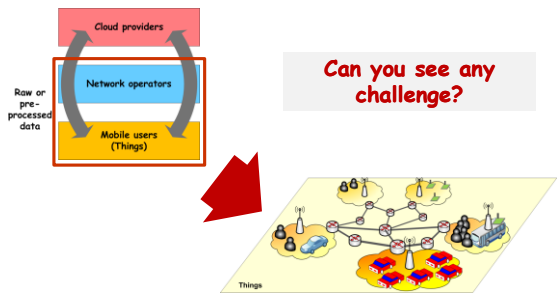 Cloud providers
Network operators
Raw or
pre-
processed
data
Mobile users
(Things)
Can you see any
challenge?
Things